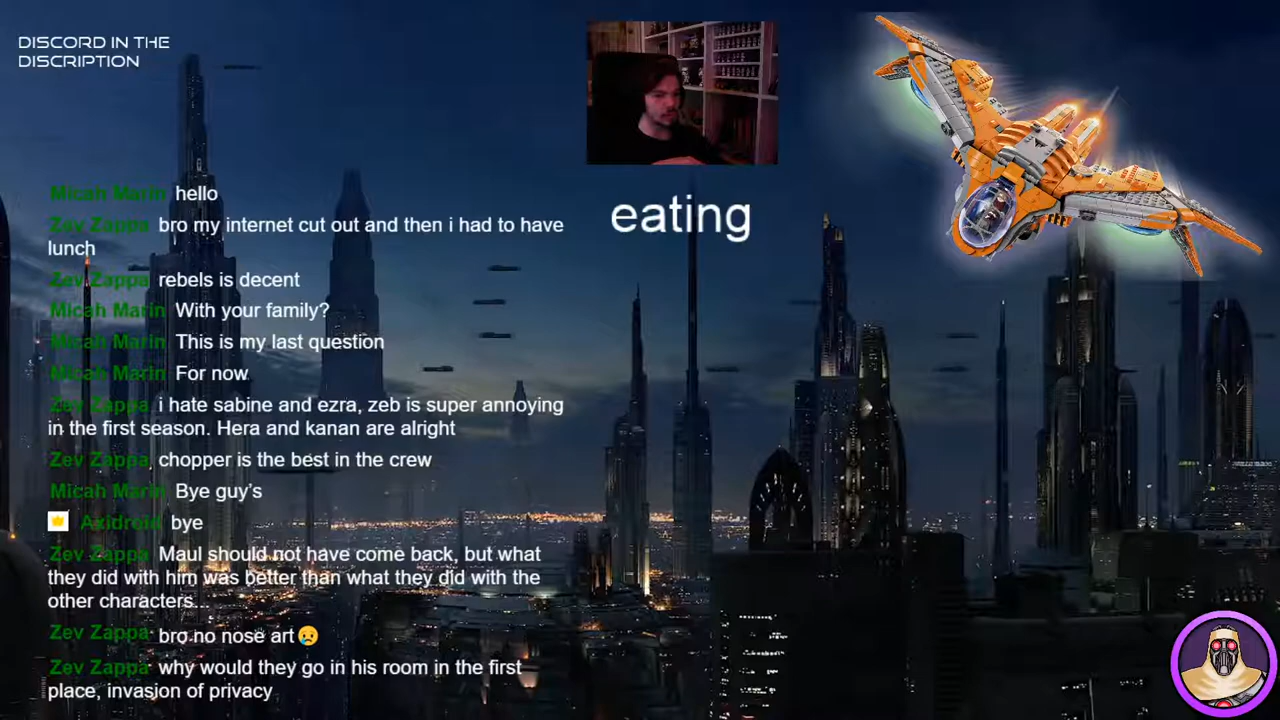 DISCORD IN THE
DISCRIPTION
Micah Marin hello
Zev Zappa bro my internet cut out and then i had to have
lunch
Zev Zappa rebels is decent
Micah Marin With your family?
Micah Marin This is my last question
Micah Marin For now
Zev Zappa i hate sabine and ezra, zeb is super annoying
in the first season. Hera and kanan are alright
Zev Zappa chopper is the best in the crew
Micah Marin Bye guy's
Axidroid bye
Zev Zappa Maul should not have come back, but what
they did with him was better than what they did with the
other characters...
Zev Zappa bro no nose art😢
Zev Zappa why would they go in his room in the first
place, invasion of privacy
eating